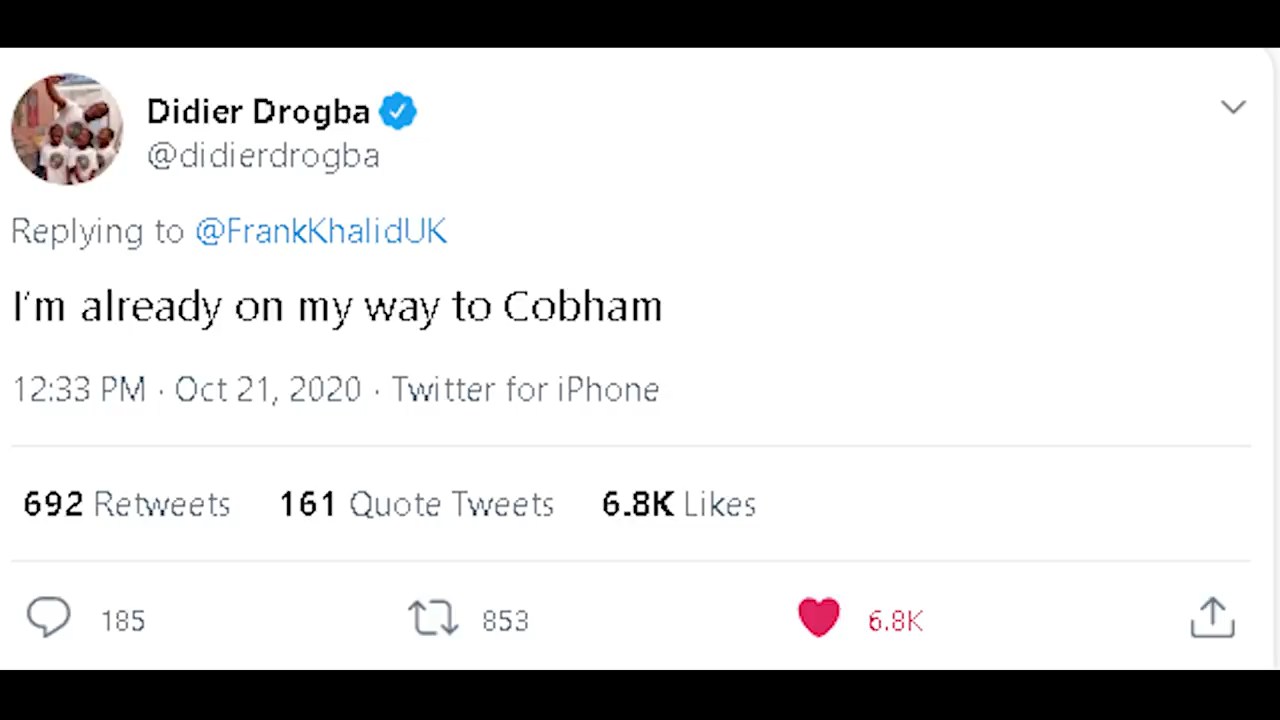 Didier Drogba
@didierdrogba
Replying to @FrankKhalidUK
I'm already on my way to Cobham
12:33 PM · Oct 21, 2020 · Twitter for iPhone
692 Retweets 161 Quote Tweets 6.8K Likes
185 853 6.8K